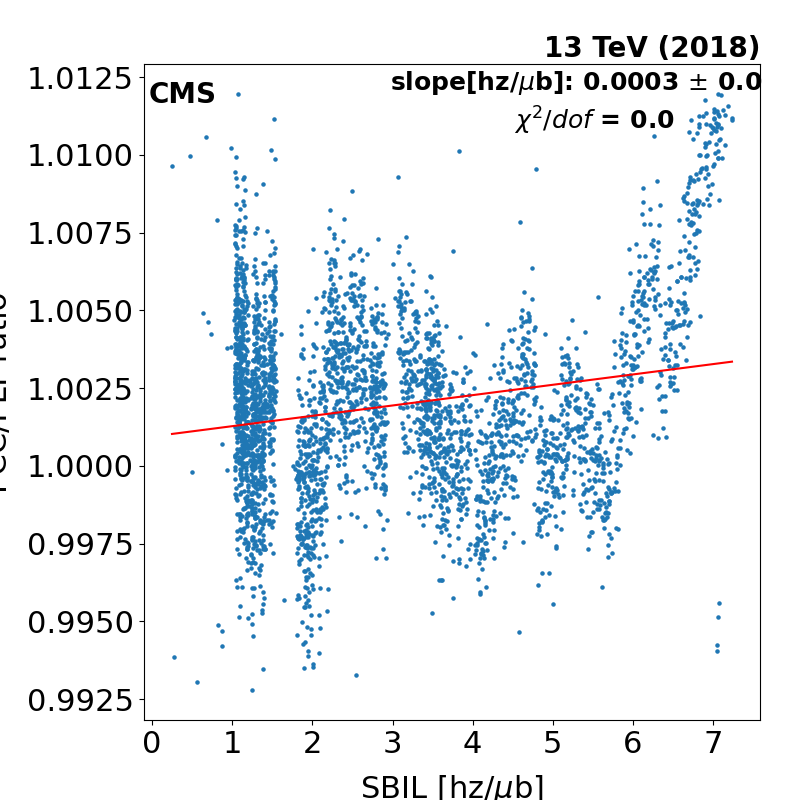 13 TeV (2018)
CMS
slope[hz/μb]: 0.0003 ± 0.0
χ²/dof = 0.0
1.0125
1.0100
1.0075
1.0050
1.0025
1.0000
0.9975
0.9950
0.9925
0 1 2 3 4 5 6 7
SBIL [hz/μb]